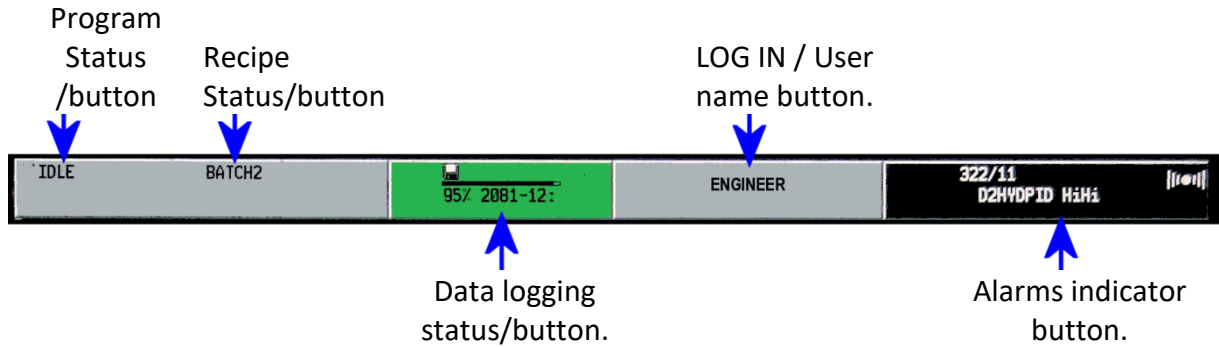 Program
Status
/button
Recipe
Status/button
LOG IN / User
name button.
`IDLE
BATCH2
95% 2081-12:
ENGINEER
322/11
D2HYDPID HiHi
Data logging
status/button.
Alarms indicator
button.